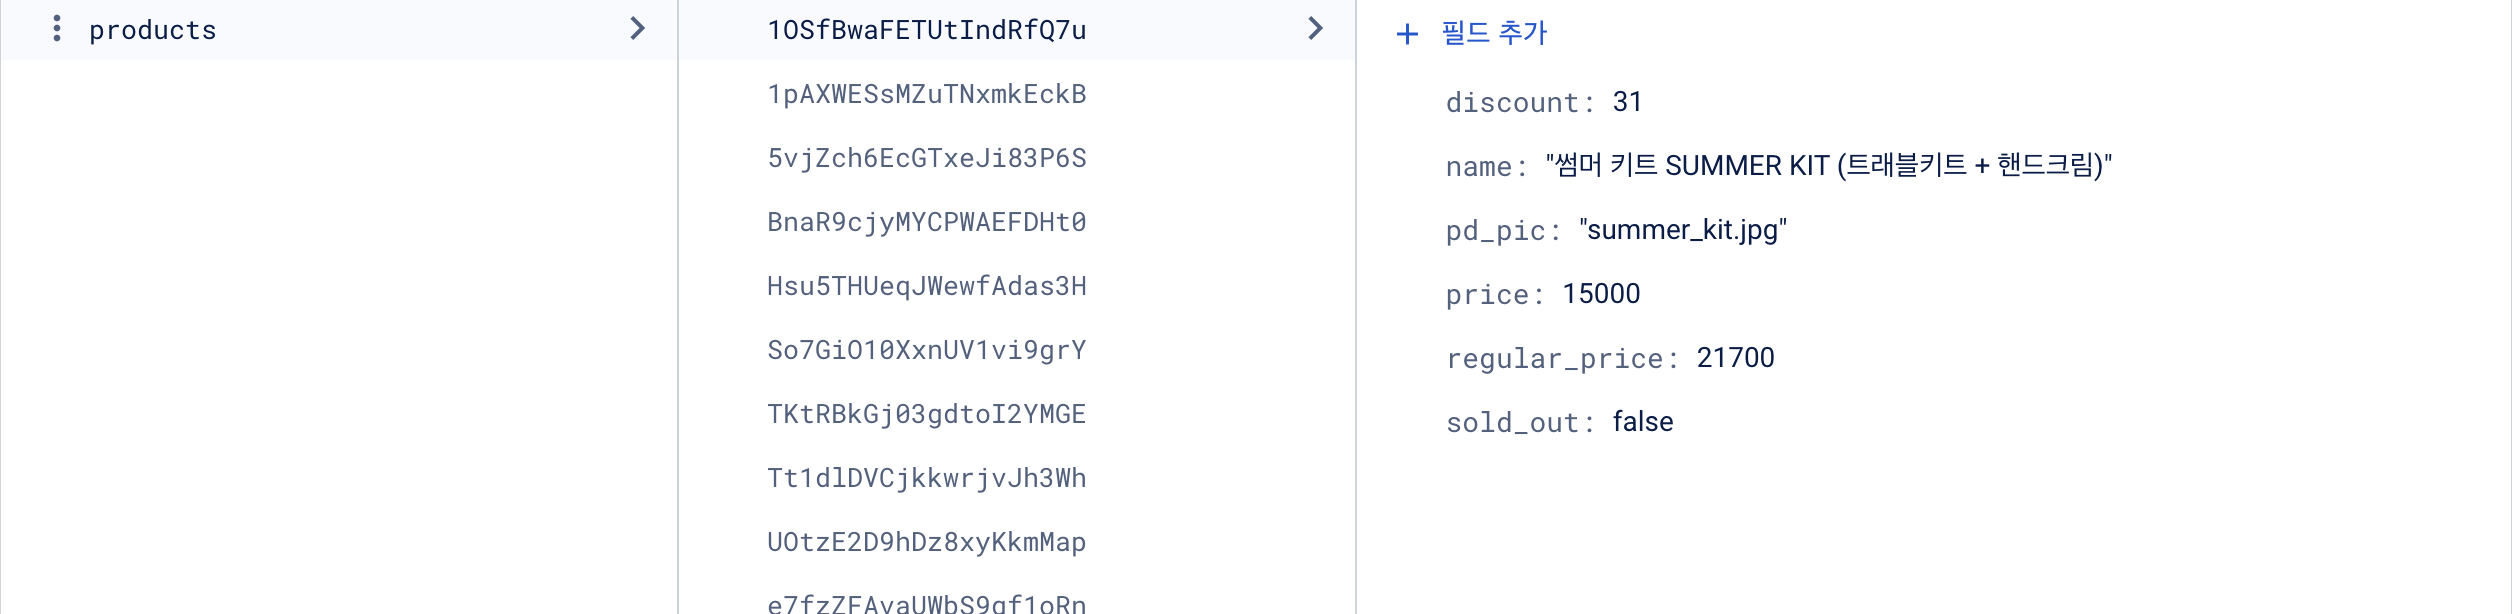 products
1OSfBwaFETUtIndRfQ7u
1pAXWESsMZuTNxmkEckB
5vjZch6EcGTxeJi83P6S
BnaR9cjyMYCPWAEFDHt0
Hsu5THUeqJWewfAdas3H
So7GiO10XxnUV1vi9grY
TKtRBkGj03gdtoI2YMGE
Tt1dlDVCjkkwrjvJh3Wh
UOtzE2D9hDz8xyKkmMap
필드 추가
discount: 31
name: "썸머 키트 SUMMER KIT (트래블키트 + 핸드크림)"
pd_pic: "summer_kit.jpg"
price: 15000
regular_price: 21700
sold_out: false